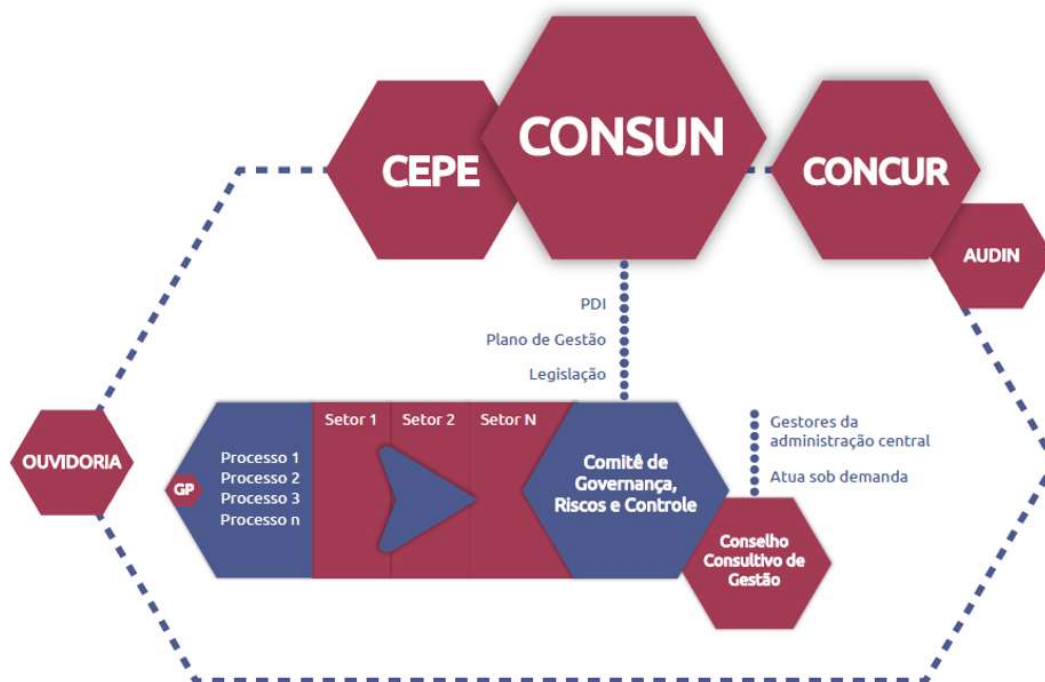 CEPE
CONSUN
CONCUR
AUDIN
PDI
Plano de Gestão
Legislação
OUVIDORIA
GP
Processo 1
Processo 2
Processo 3
Processo n
Setor 1
Setor 2
Setor N
Comitê de
Governança,
Riscos e Controle
Gestores da
administração central
Atua sob demanda
Conselho
Consultivo de
Gestão